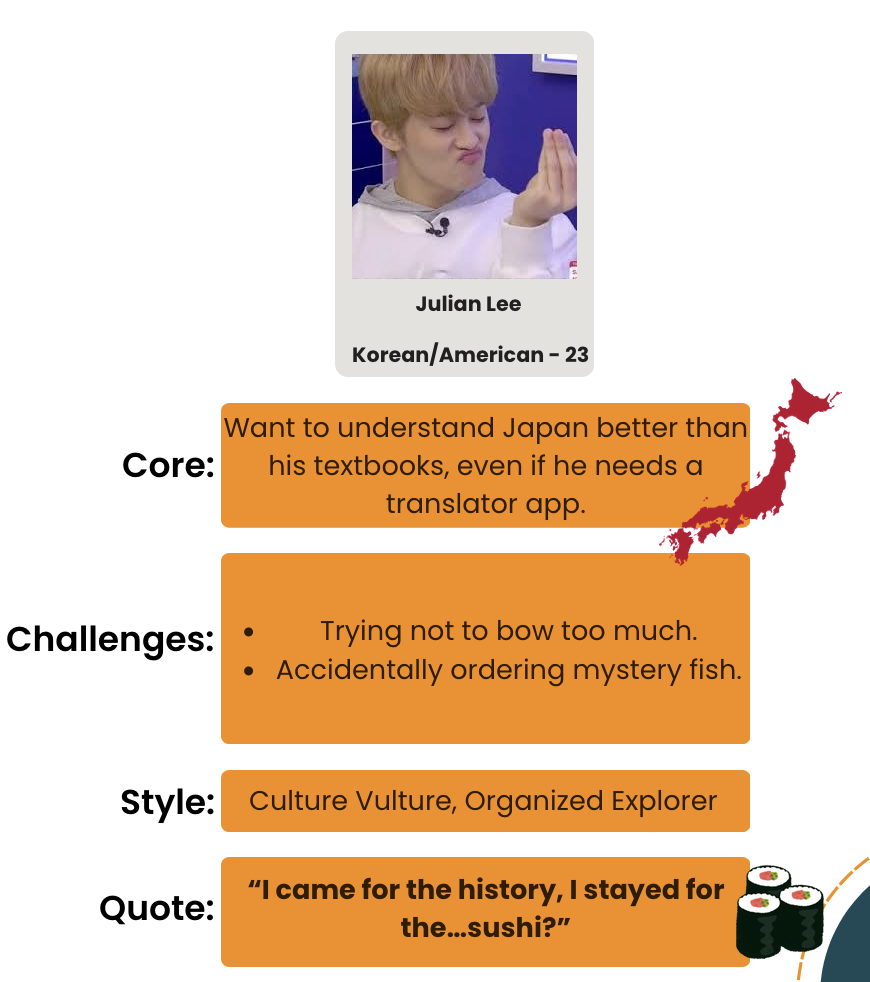 Julian Lee
Korean/American - 23
Core:
Want to understand Japan better than
his textbooks, even if he needs a
translator app.
Challenges:
• Trying not to bow too much.
• Accidentally ordering mystery fish.
Style:
Culture Vulture, Organized Explorer
Quote:
“I came for the history, I stayed for
the...sushi?”